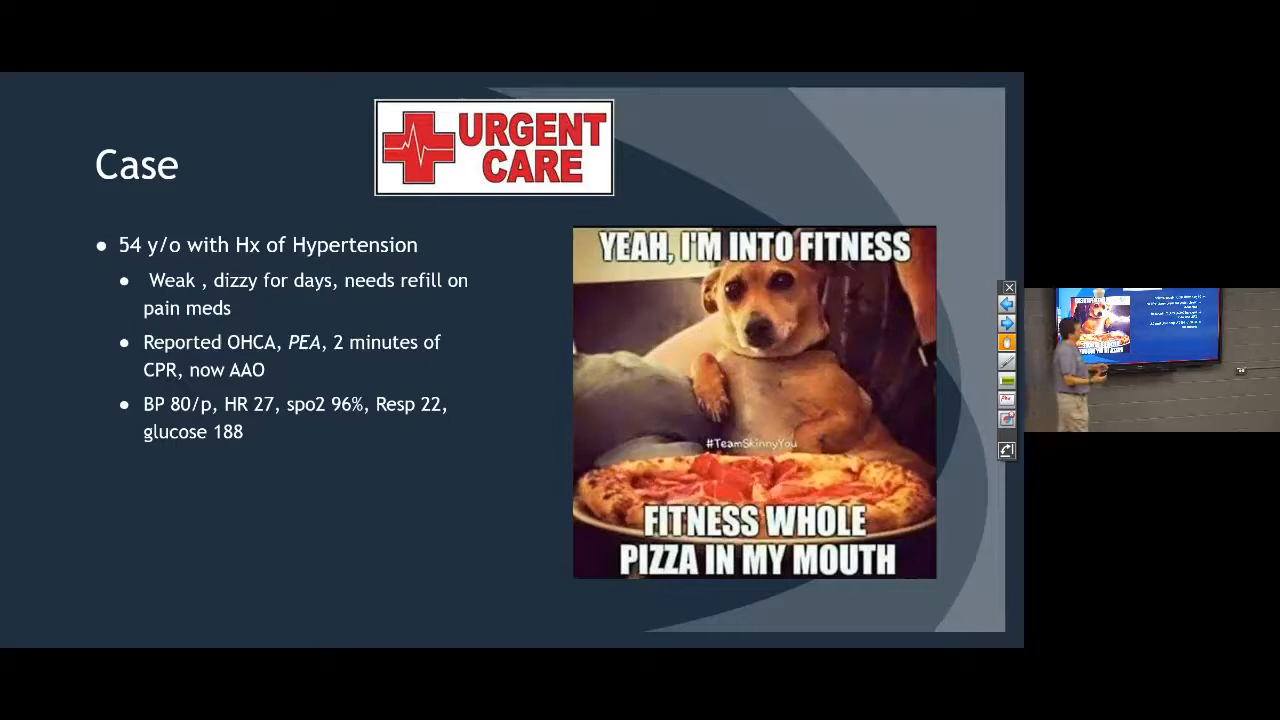 URGENT
CARE
Case
● 54 y/o with Hx of Hypertension
● Weak , dizzy for days, needs refill on
pain meds
● Reported OHCA, PEA, 2 minutes of
CPR, now AAO
● BP 80/p, HR 27, spo2 96%, Resp 22,
glucose 188
YEAH, I'M INTO FITNESS
#TeamSkinnyYou
FITNESS WHOLE
PIZZA IN MY MOUTH